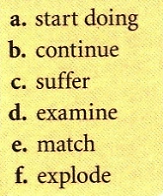 a. start doing
b. continue
c. suffer
d. examine
e. match
f. explode